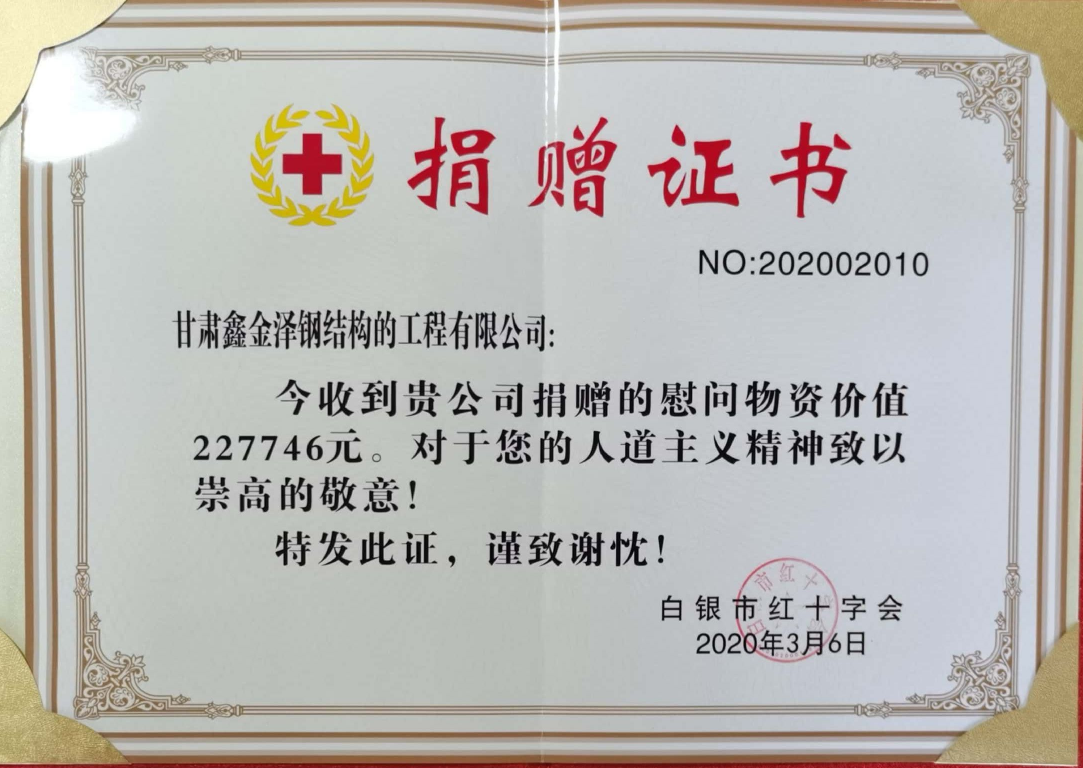 捐赠证书
NO:202002010
甘肃鑫金泽钢结构的工程有限公司:
今收到贵公司捐赠的慰问物资价值
227746元。对于您的人道主义精神致以
崇高的敬意!
特发此证，谨致谢忱!
白银市红十字会
2020年3月6日
市红十